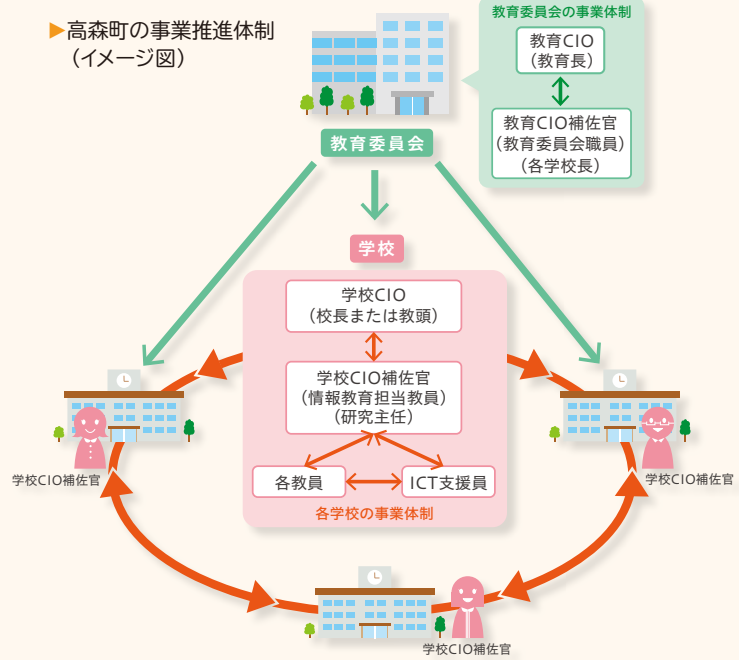 ▶高森町の事業推進体制
（イメージ図）
教育委員会の事業体制
教育CIO
（教育長）
教育CIO補佐官
（教育委員会職員）
（各学校長）
教育委員会
学校
学校CIO
（校長または教頭）
学校CIO補佐官
（情報教育担当教員）
（研究主任）
各教員
ICT支援員
各学校の事業体制
学校CIO補佐官
学校CIO補佐官
学校CIO補佐官